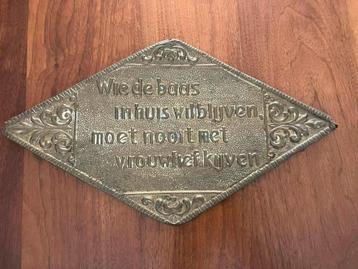 Wie de baas
in huis wil blijven,
moet nooit met
vrouwlief kijven